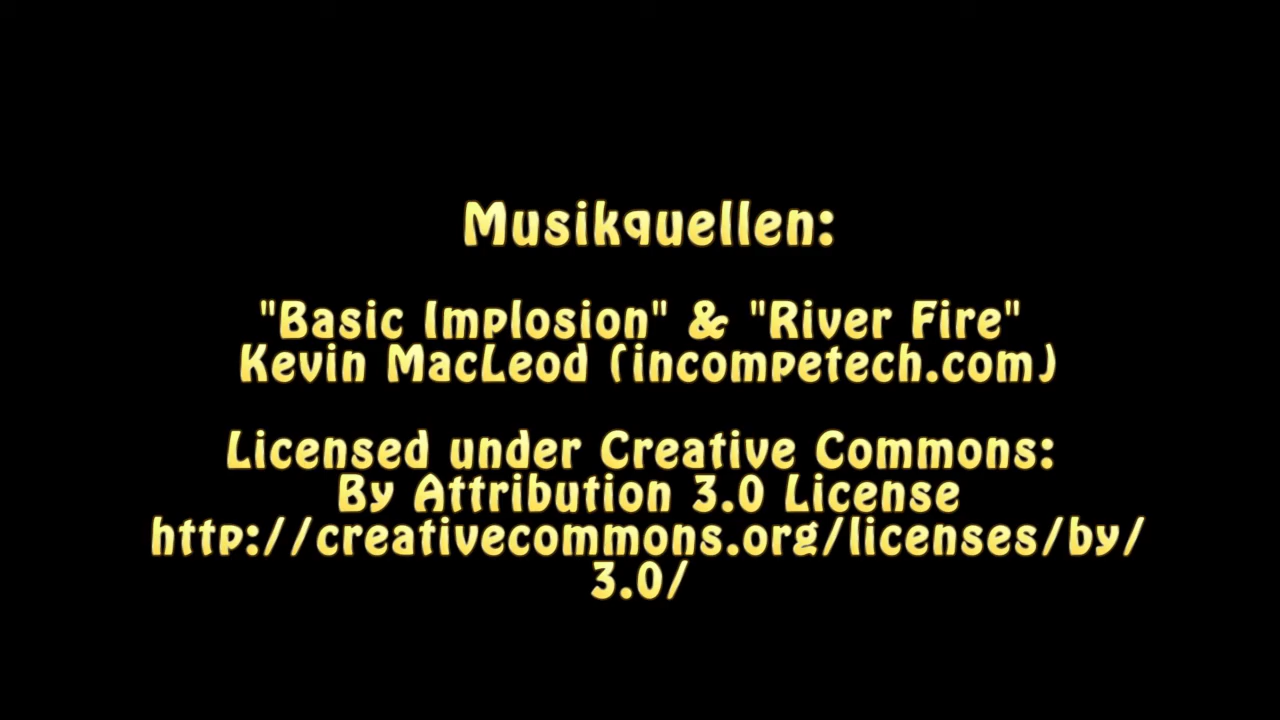 Musikquellen:
"Basic Implosion" & "River Fire"
Kevin MacLeod (incompetech.com)
Licensed under Creative Commons:
By Attribution 3.0 License
http://creativecommons.org/licenses/by/
3.0/